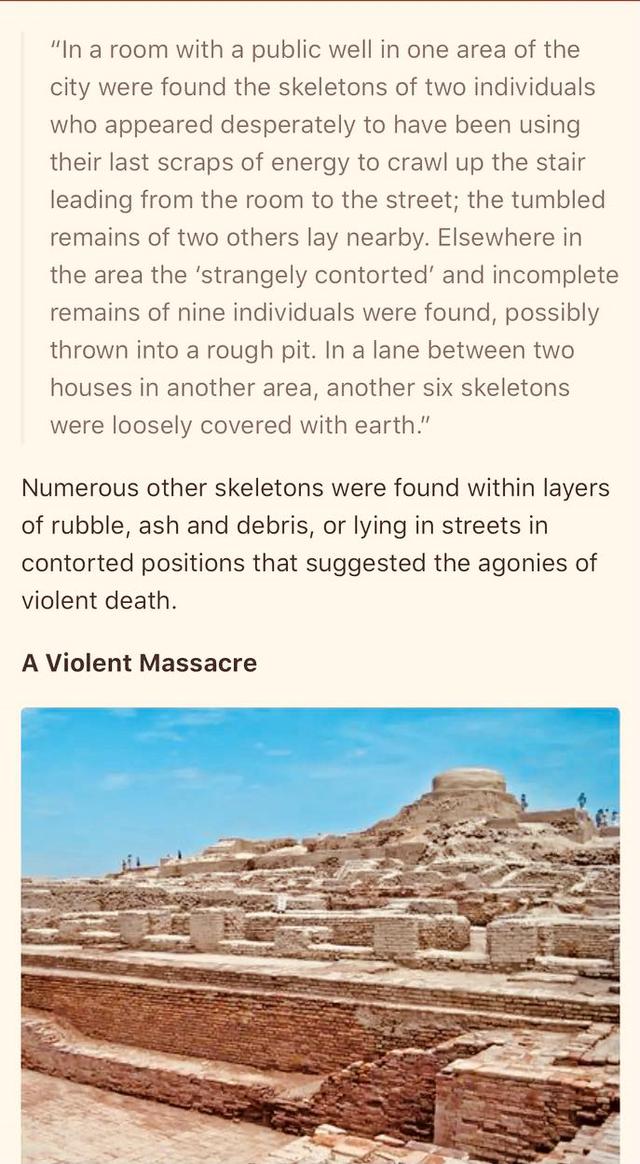 “In a room with a public well in one area of the
city were found the skeletons of two individuals
who appeared desperately to have been using
their last scraps of energy to crawl up the stair
leading from the room to the street; the tumbled
remains of two others lay nearby. Elsewhere in
the area the ‘strangely contorted’ and incomplete
remains of nine individuals were found, possibly
thrown into a rough pit. In a lane between two
houses in another area, another six skeletons
were loosely covered with earth.”
Numerous other skeletons were found within layers
of rubble, ash and debris, or lying in streets in
contorted positions that suggested the agonies of
violent death.
A Violent Massacre